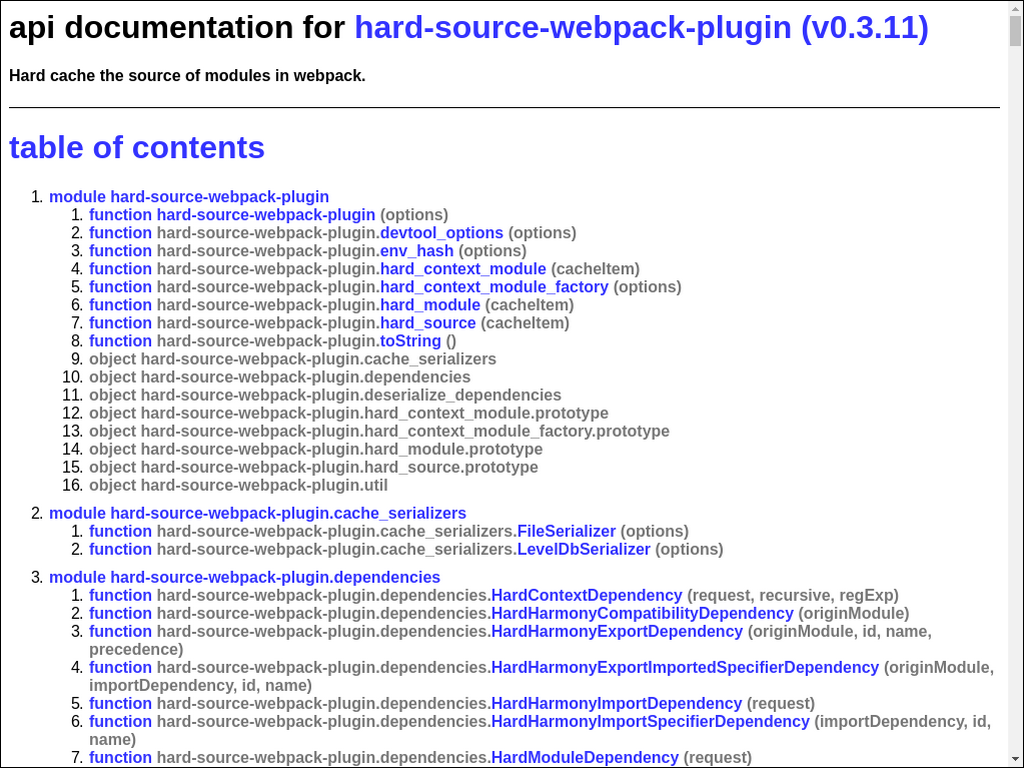 api documentation for hard-source-webpack-plugin (v0.3.11)
Hard cache the source of modules in webpack.
table of contents
1. module hard-source-webpack-plugin
1. function hard-source-webpack-plugin (options)
2. function hard-source-webpack-plugin.devtool_options (options)
3. function hard-source-webpack-plugin.env_hash (options)
4. function hard-source-webpack-plugin.hard_context_module (cacheItem)
5. function hard-source-webpack-plugin.hard_context_module_factory (options)
6. function hard-source-webpack-plugin.hard_module (cacheItem)
7. function hard-source-webpack-plugin.hard_source (cacheItem)
8. function hard-source-webpack-plugin.toString ()
9. object hard-source-webpack-plugin.cache_serializers
10. object hard-source-webpack-plugin.dependencies
11. object hard-source-webpack-plugin.deserialize_dependencies
12. object hard-source-webpack-plugin.hard_context_module.prototype
13. object hard-source-webpack-plugin.hard_context_module_factory.prototype
14. object hard-source-webpack-plugin.hard_module.prototype
15. object hard-source-webpack-plugin.hard_source.prototype
16. object hard-source-webpack-plugin.util
2. module hard-source-webpack-plugin.cache_serializers
1. function hard-source-webpack-plugin.cache_serializers.FileSerializer (options)
2. function hard-source-webpack-plugin.cache_serializers.LevelDbSerializer (options)
3. module hard-source-webpack-plugin.dependencies
1. function hard-source-webpack-plugin.dependencies.HardContextDependency (request, recursive, regExp)
2. function hard-source-webpack-plugin.dependencies.HardHarmonyCompatibilityDependency (originModule)
3. function hard-source-webpack-plugin.dependencies.HardHarmonyExportDependency (originModule, id, name,
precedence)
4. function hard-source-webpack-plugin.dependencies.HardHarmonyExportImportedSpecifierDependency (originModule,
importDependency, id, name)
5. function hard-source-webpack-plugin.dependencies.HardHarmonyImportDependency (request)
6. function hard-source-webpack-plugin.dependencies.HardHarmonyImportSpecifierDependency (importDependency, id,
name)
7. function hard-source-webpack-plugin.dependencies.HardModuleDependency (request)